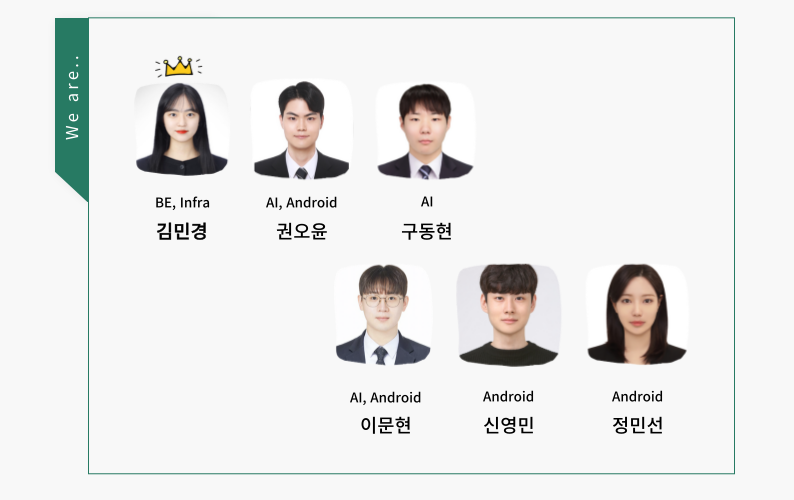 We are..
BE, Infra
김민경
AI, Android
권오윤
AI
구동현
AI, Android
이문현
Android
신영민
Android
정민선